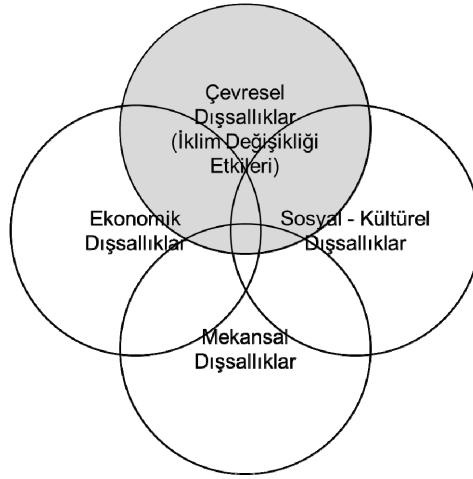 Çevresel
Dışsallıklar
(İklim Değişikliği
Etkileri)
Ekonomik
Dışsallıklar
Sosyal - Kültürel
Dışsallıklar
Mekansal
Dışsallıklar